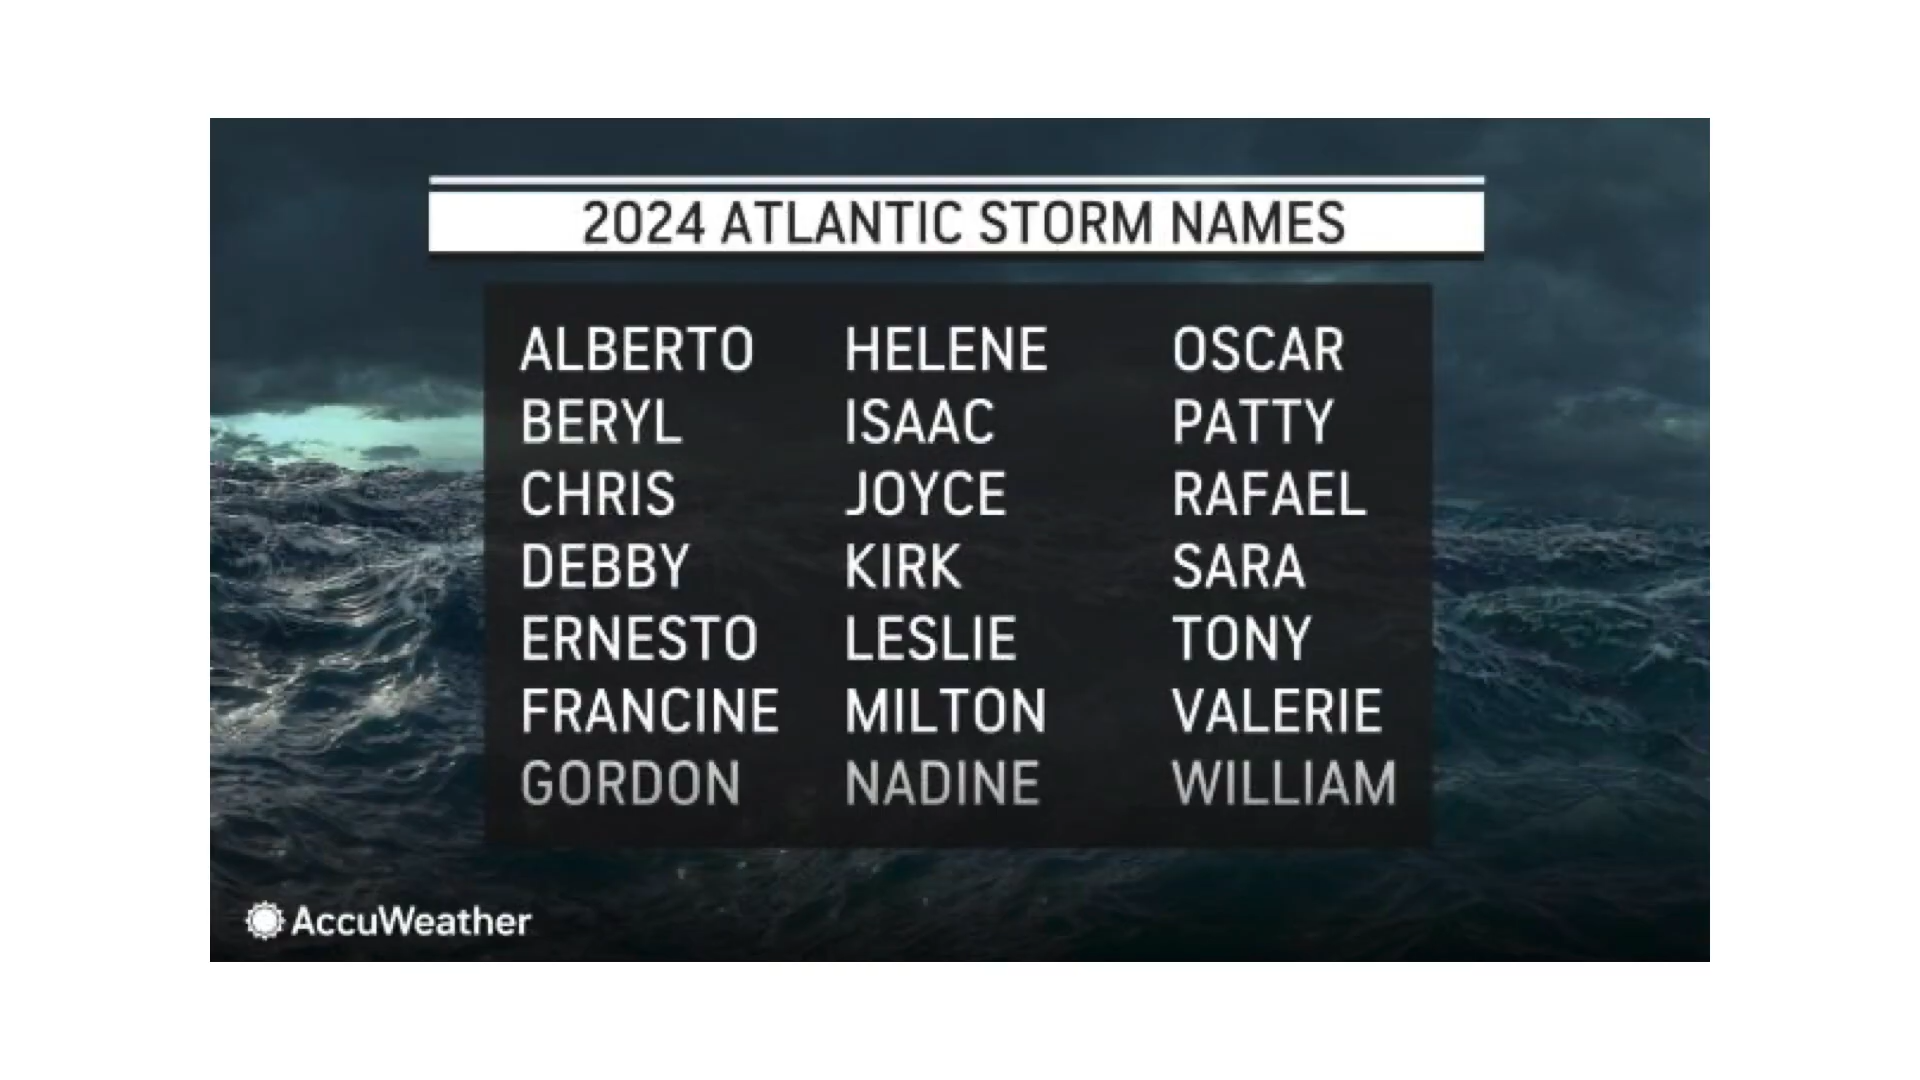 2024 ATLANTIC STORM NAMES
ALBERTO
BERYL
CHRIS
DEBBY
ERNESTO
FRANCINE
GORDON
HELENE
ISAAC
JOYCE
KIRK
LESLIE
MILTON
NADINE
OSCAR
PATTY
RAFAEL
SARA
TONY
VALERIE
WILLIAM
AccuWeather